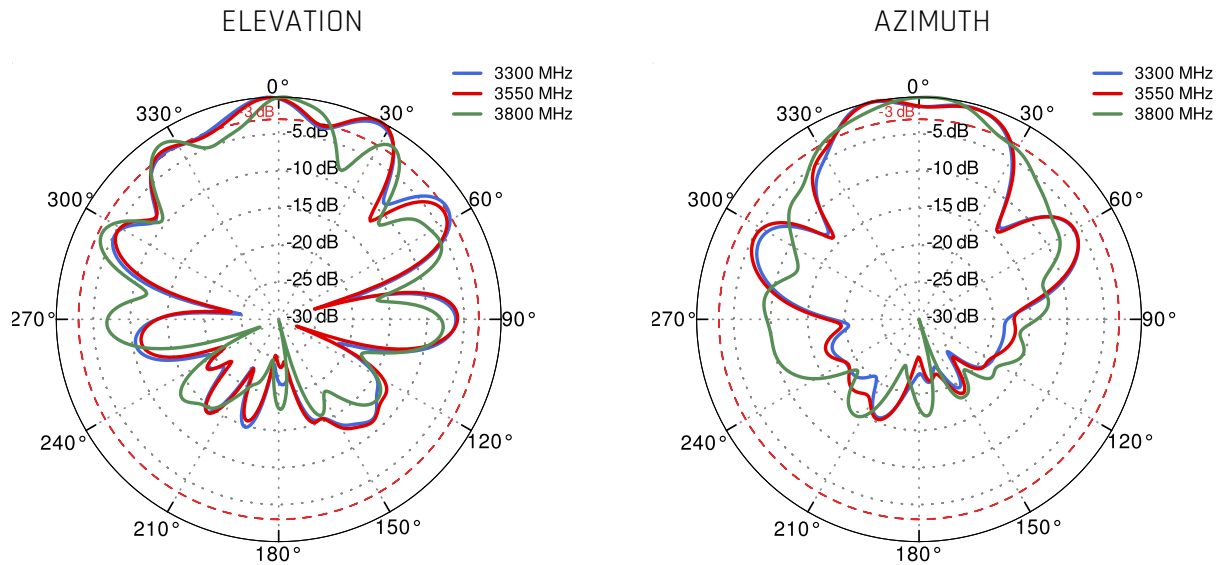 ELEVATION
3300 MHz
3550 MHz
3800 MHz
0°
30°
60°
90°
120°
150°
180°
210°
240°
270°
300°
330°
-3 dB
-5 dB
-10 dB
-15 dB
-20 dB
-25 dB
-30 dB
AZIMUTH
3300 MHz
3550 MHz
3800 MHz
0°
30°
60°
90°
120°
150°
180°
210°
240°
270°
300°
330°
-3 dB
-5 dB
-10 dB
-15 dB
-20 dB
-25 dB
-30 dB